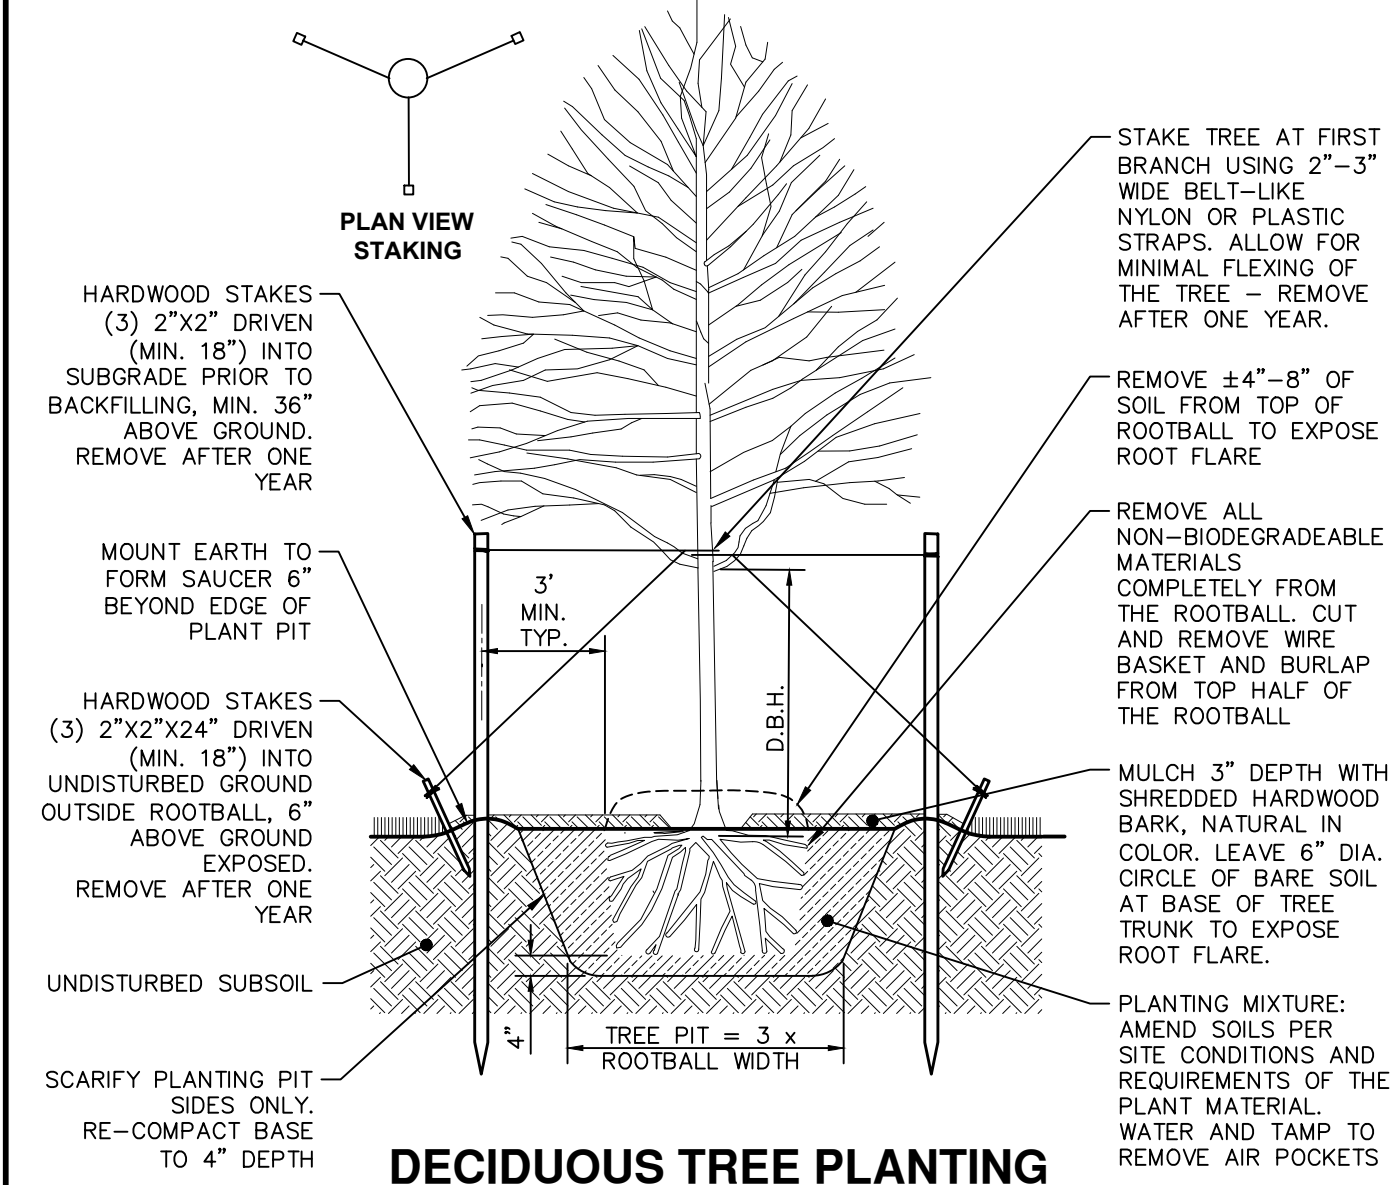 PLAN VIEW
STAKING
HARDWOOD STAKES
(3) 2”X2” DRIVEN
(MIN. 18”) INTO
SUBGRADE PRIOR TO
BACKFILLING, MIN. 36”
ABOVE GROUND.
REMOVE AFTER ONE
YEAR
MOUNT EARTH TO
FORM SAUCER 6”
BEYOND EDGE OF
PLANT PIT
HARDWOOD STAKES
(3) 2”X2”X24” DRIVEN
(MIN. 18”) INTO
UNDISTURBED GROUND
OUTSIDE ROOTBALL, 6”
ABOVE GROUND
EXPOSED.
REMOVE AFTER ONE
YEAR
UNDISTURBED SUBSOIL
SCARIFY PLANTING PIT
SIDES ONLY.
RE-COMPACT BASE
TO 4” DEPTH
3'
MIN.
TYP.
D.B.H.
4”
TREE PIT = 3 x
ROOTBALL WIDTH
STAKE TREE AT FIRST
BRANCH USING 2”-3”
WIDE BELT-LIKE
NYLON OR PLASTIC
STRAPS. ALLOW FOR
MINIMAL FLEXING OF
THE TREE - REMOVE
AFTER ONE YEAR.
REMOVE ±4”-8” OF
SOIL FROM TOP OF
ROOTBALL TO EXPOSE
ROOT FLARE
REMOVE ALL
NON-BIODEGRADEABLE
MATERIALS
COMPLETELY FROM
THE ROOTBALL. CUT
AND REMOVE WIRE
BASKET AND BURLAP
FROM TOP HALF OF
THE ROOTBALL
MULCH 3” DEPTH WITH
SHREDDED HARDWOOD
BARK, NATURAL IN
COLOR. LEAVE 6” DIA.
CIRCLE OF BARE SOIL
AT BASE OF TREE
TRUNK TO EXPOSE
ROOT FLARE.
PLANTING MIXTURE:
AMEND SOILS PER
SITE CONDITIONS AND
REQUIREMENTS OF THE
PLANT MATERIAL.
WATER AND TAMP TO
REMOVE AIR POCKETS
DECIDUOUS TREE PLANTING